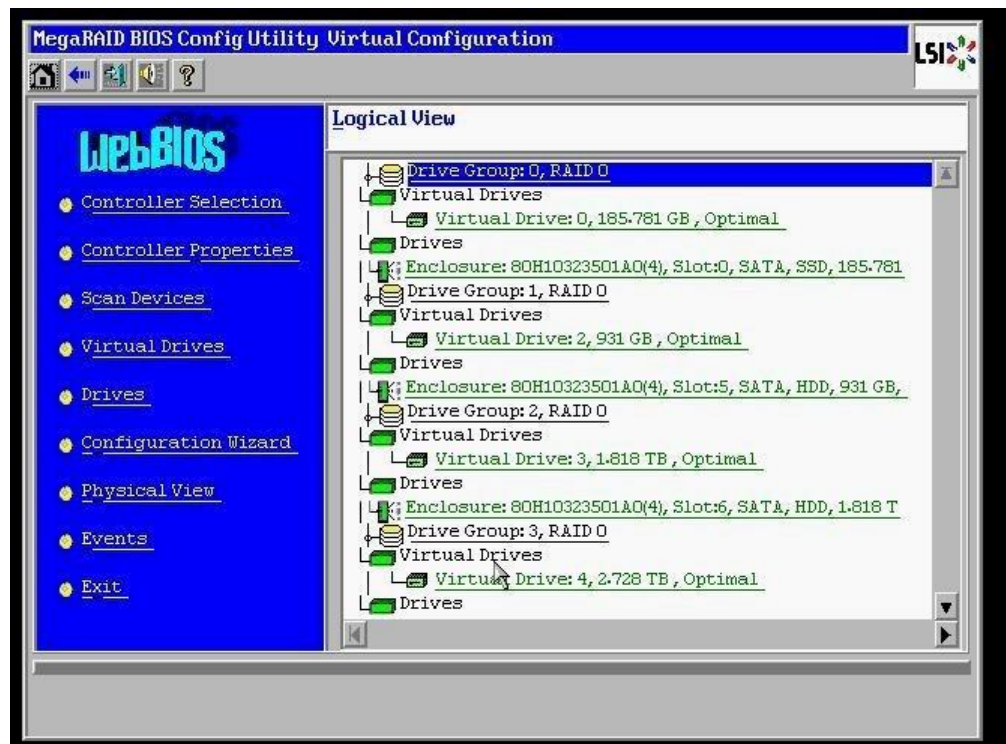 MegaRAID BIOS Config Utility Virtual Configuration
LSI
?
WebBIOS
Controller Selection
Controller Properties
Scan Devices
Virtual Drives
Drives
Configuration Wizard
Physical View
Events
Exit
Logical View
Drive Group: 0, RAID 0
Virtual Drives
Virtual Drive: 0, 185.781 GB, Optimal
Drives
Enclosure: 80H10323501A0(4), Slot:0, SATA, SSD, 185.781
Drive Group: 1, RAID 0
Virtual Drives
Virtual Drive: 2, 931 GB, Optimal
Drives
Enclosure: 80H10323501A0(4), Slot:5, SATA, HDD, 931 GB,
Drive Group: 2, RAID 0
Virtual Drives
Virtual Drive: 3, 1.818 TB, Optimal
Drives
Enclosure: 80H10323501A0(4), Slot:6, SATA, HDD, 1.818 T
Drive Group: 3, RAID 0
Virtual Drives
Virtual Drive: 4, 2.728 TB, Optimal
Drives